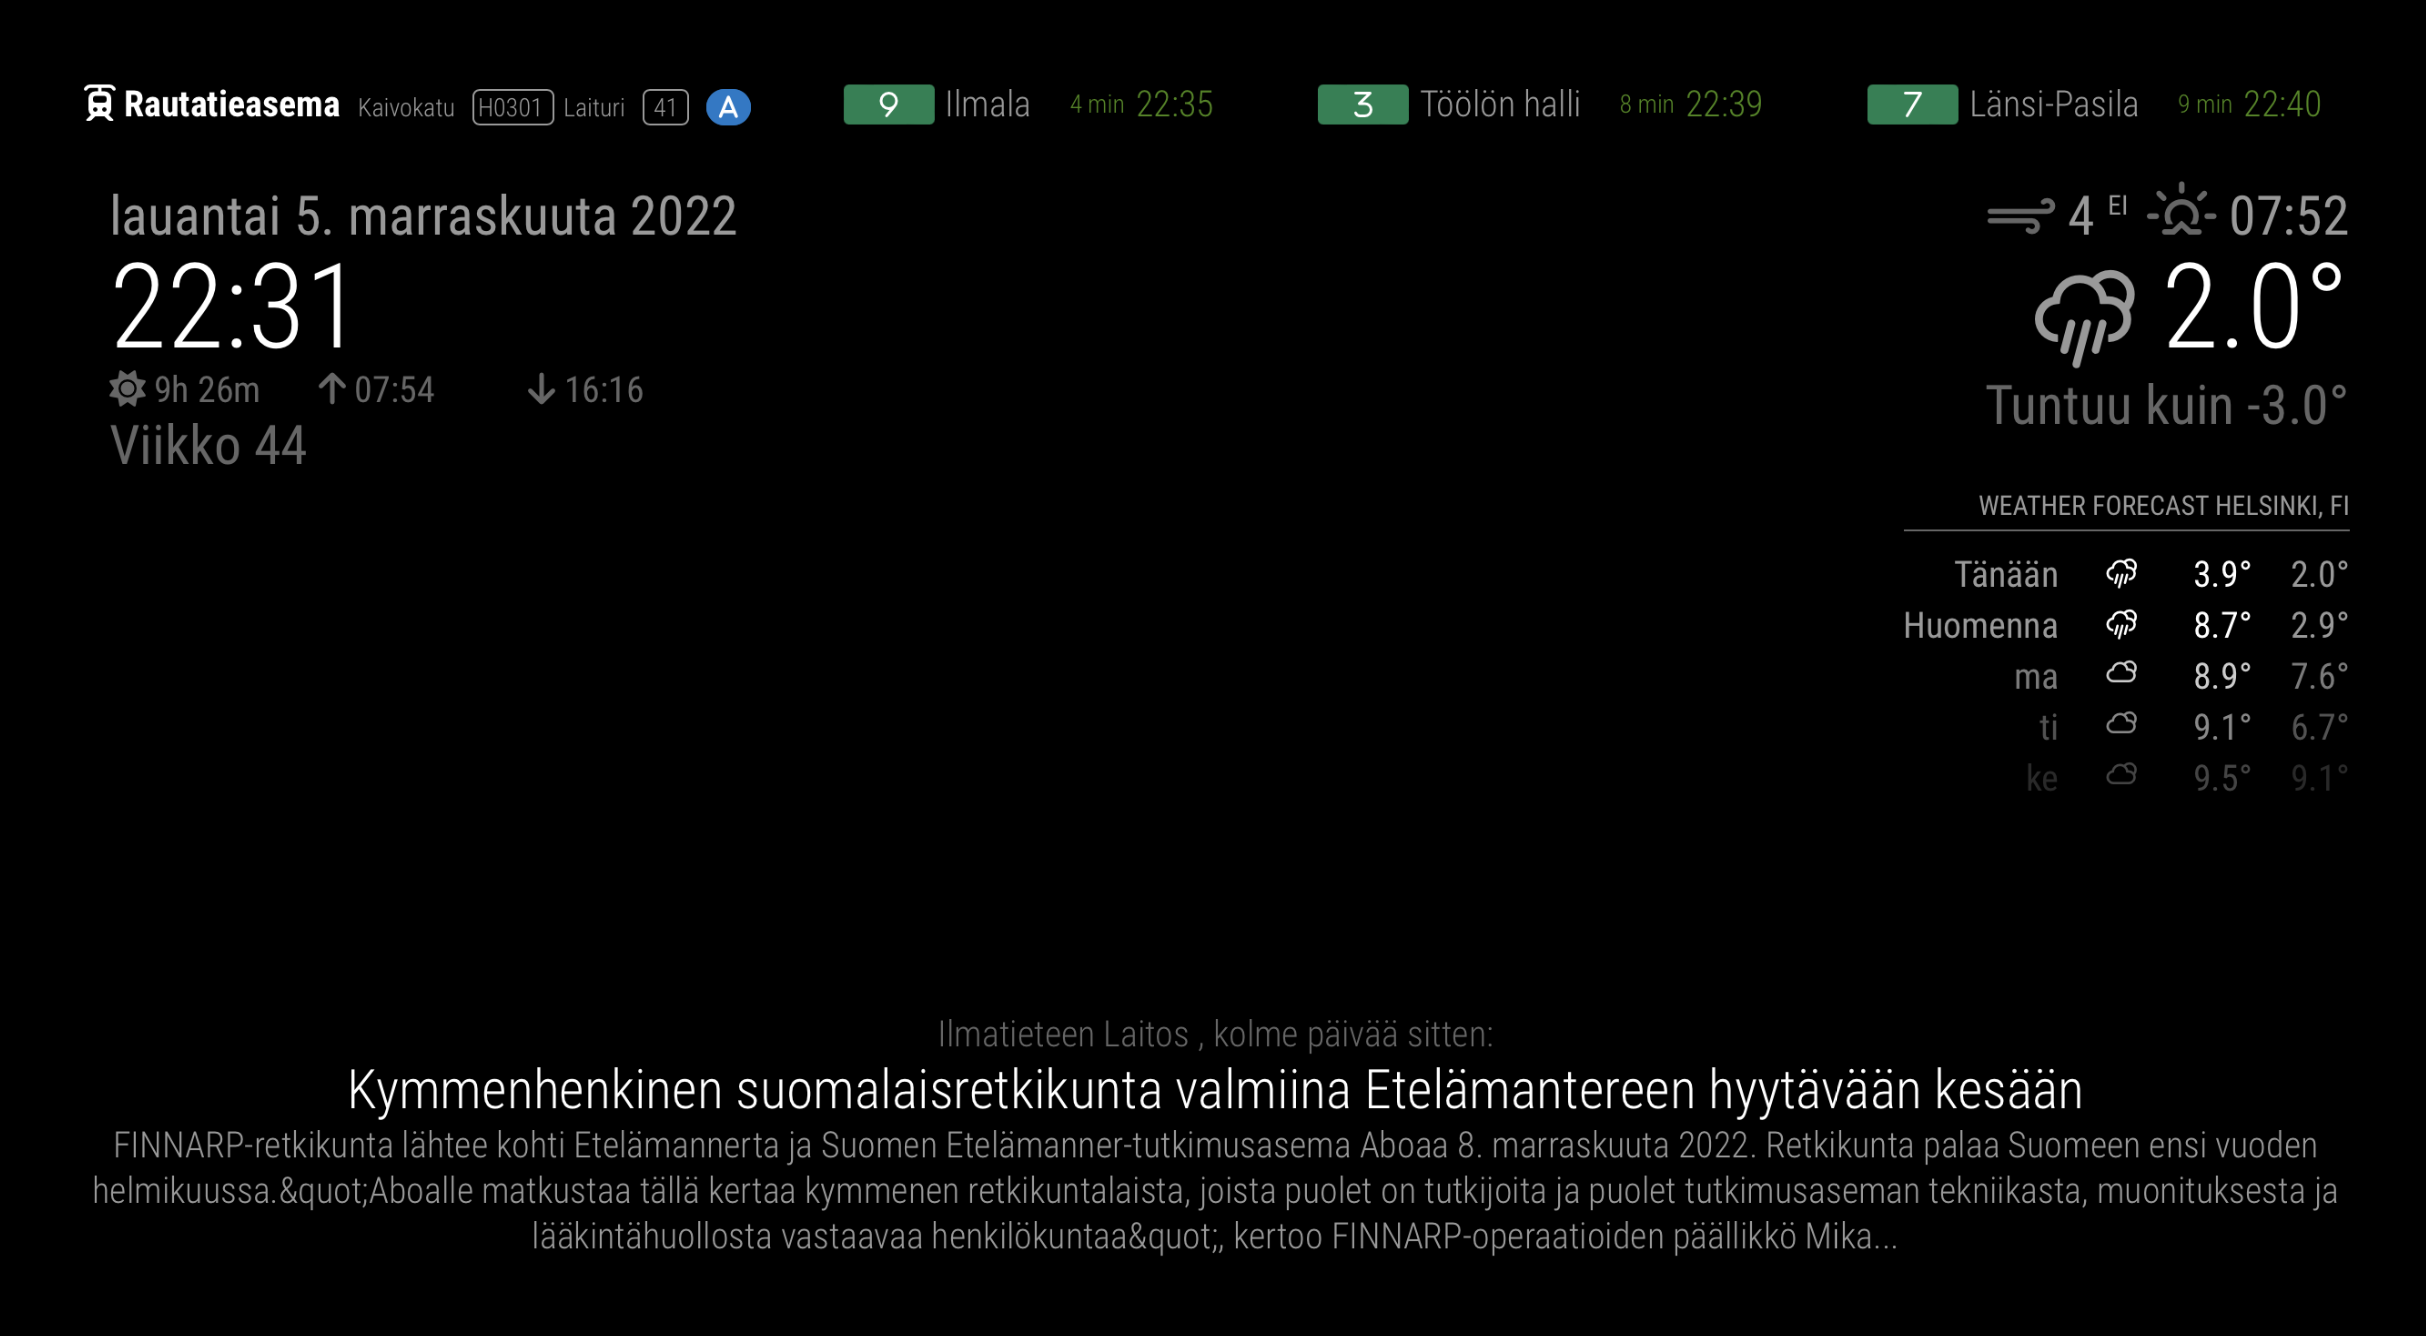 Rautatieasema Kaivokatu H0301 Laituri 41 A 9 Ilmala 4 min 22:35 3 Töölön halli 8 min 22:39 7 Länsi-Pasila 9 min 22:40
lauantai 5. marraskuuta 2022
22:31
9h 26m 07:54 16:16
Viikko 44
4 EI 07:52
2.0°
Tuntuu kuin -3.0°
WEATHER FORECAST HELSINKI, FI
Tänään 3.9° 2.0°
Huomenna 8.7° 2.9°
ma 8.9° 7.6°
ti 9.1° 6.7°
ke 9.5° 9.1°
Ilmatieteen Laitos , kolme päivää sitten:
Kymmenhenkinen suomalaisretkikunta valmiina Etelämantereen hyytävään kesään
FINNARP-retkikunta lähtee kohti Etelämannerta ja Suomen Etelämanner-tutkimusasema Aboaa 8. marraskuuta 2022. Retkikunta palaa Suomeen ensi vuoden
helmikuussa.&quot;Aboalle matkustaa tällä kertaa kymmenen retkikuntalaista, joista puolet on tutkijoita ja puolet tutkimusaseman tekniikasta, muonituksesta ja
lääkintähuollosta vastaavaa henkilökuntaa&quot;, kertoo FINNARP-operaatioiden päällikkö Mika...